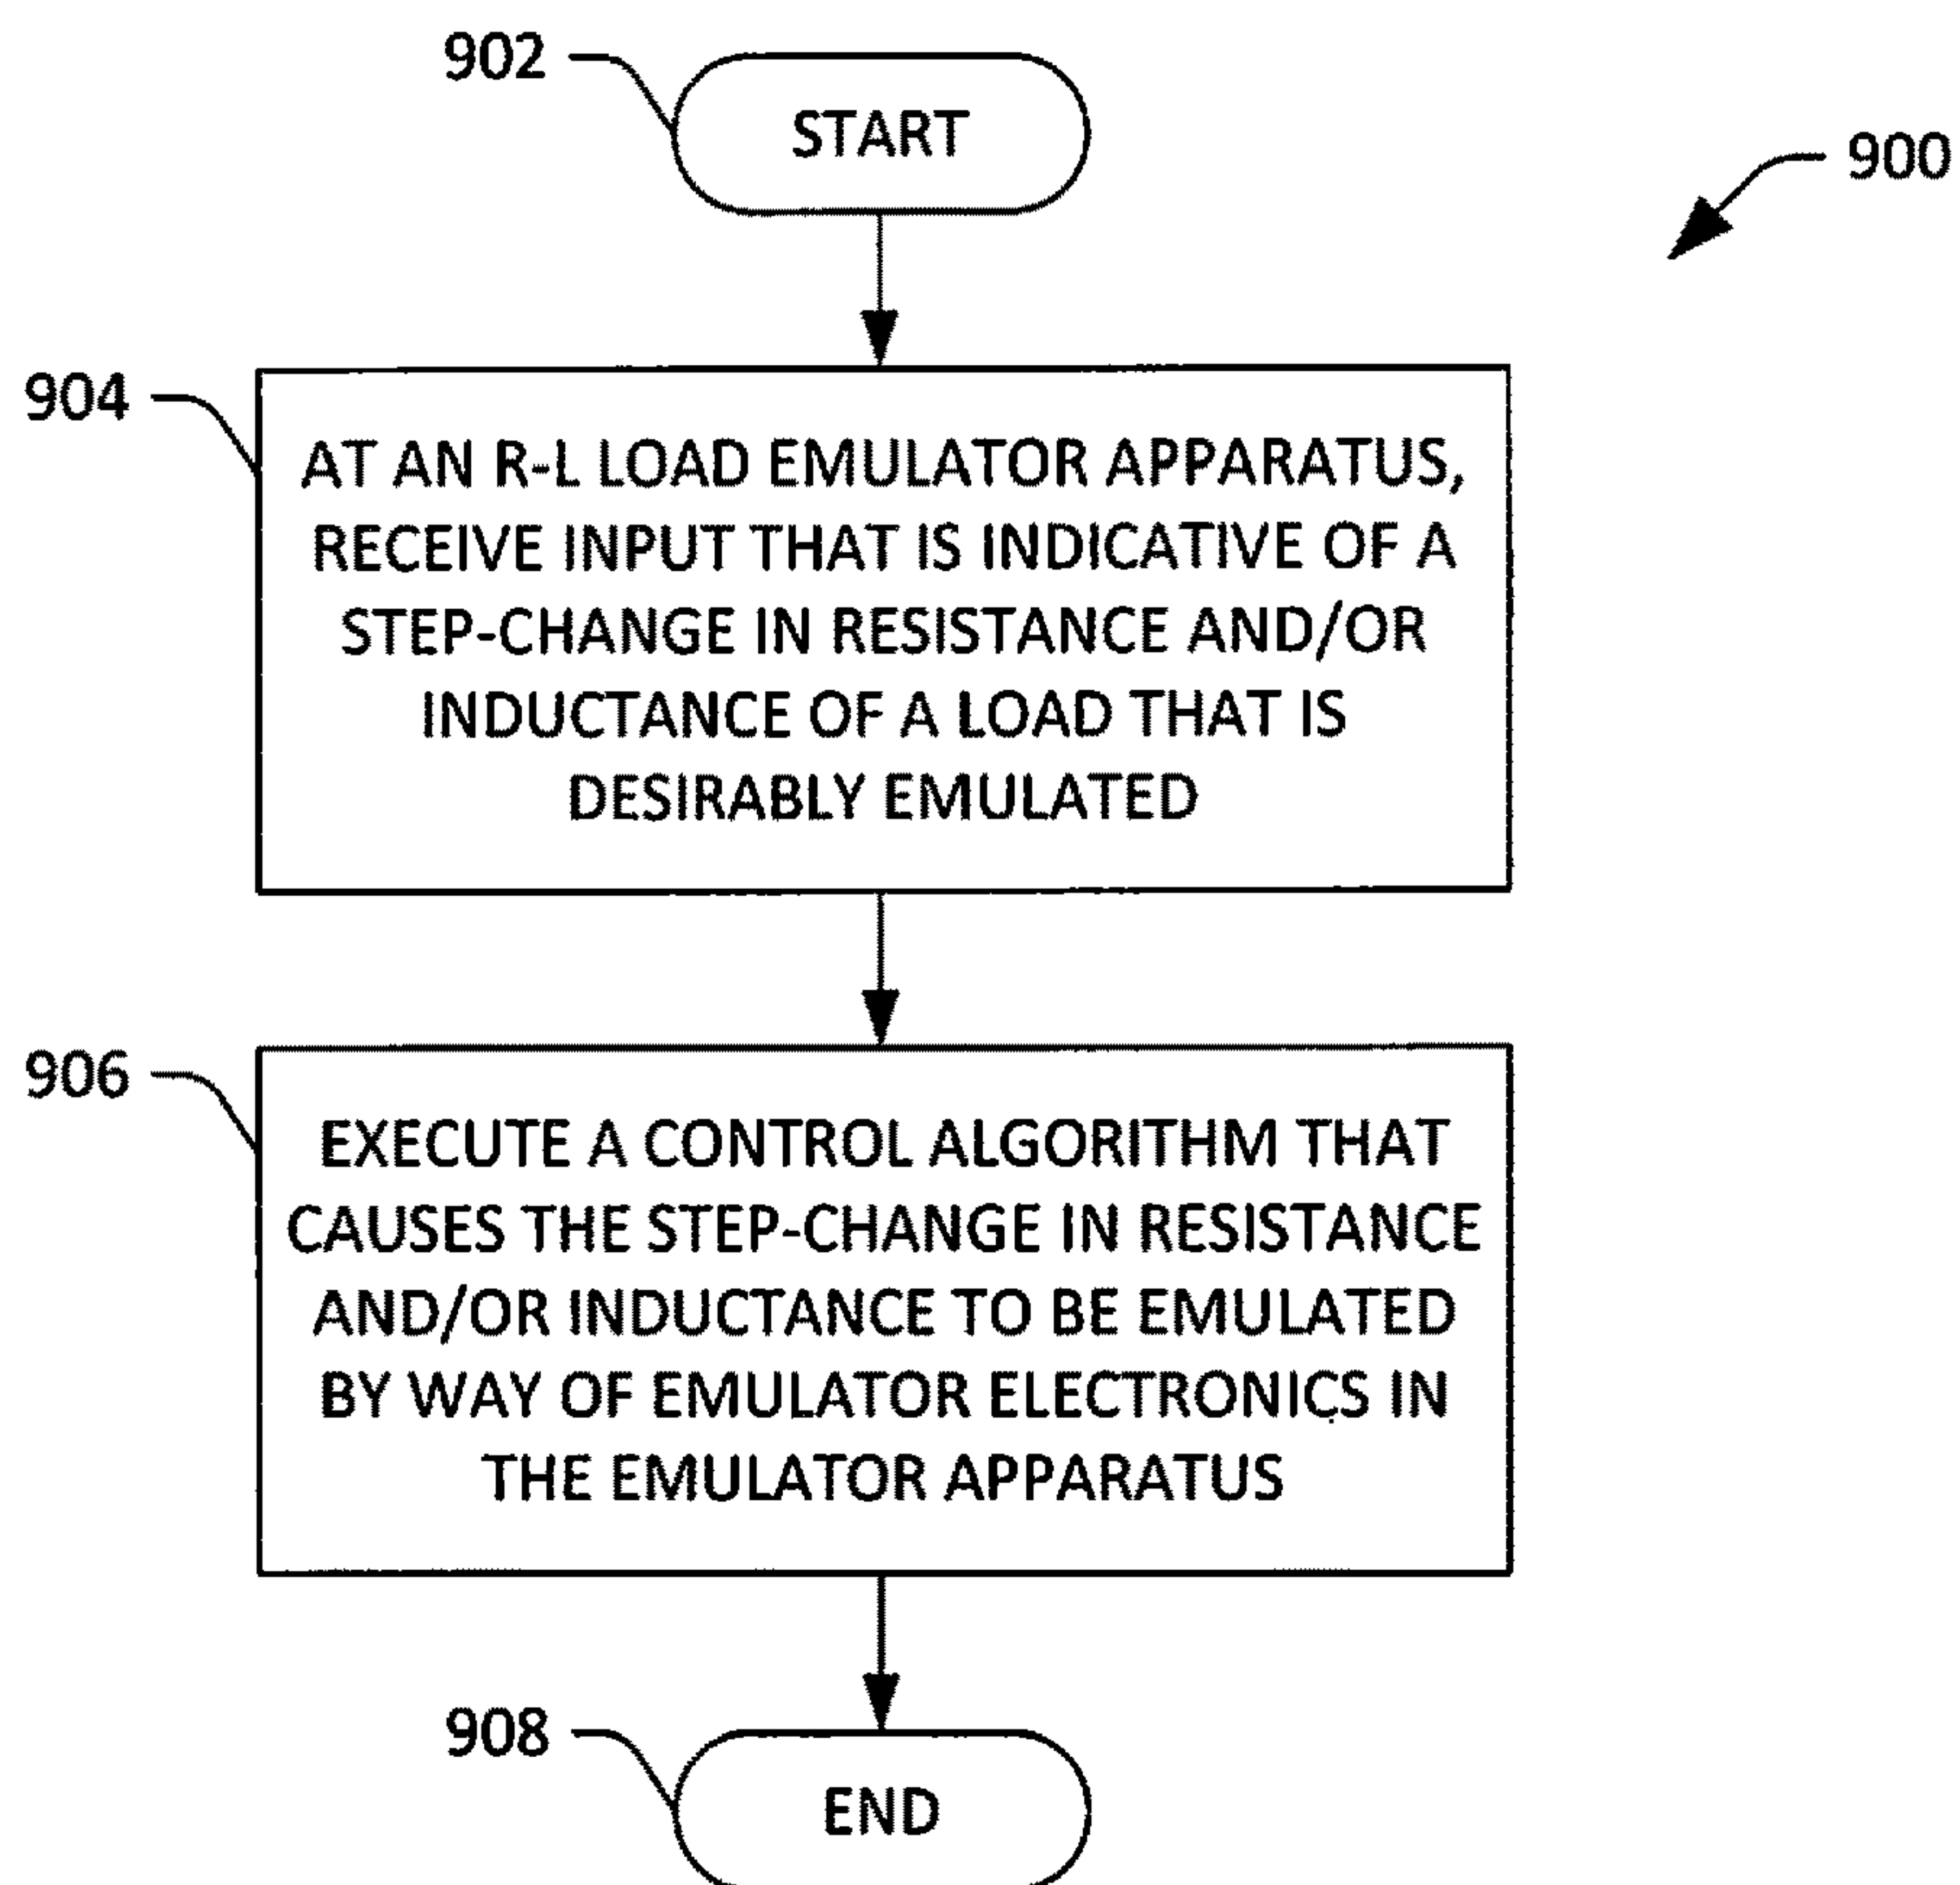 902
START
900
904
AT AN R-L LOAD EMULATOR APPARATUS,
RECEIVE INPUT THAT IS INDICATIVE OF A
STEP-CHANGE IN RESISTANCE AND/OR
INDUCTANCE OF A LOAD THAT IS
DESIRABLY EMULATED
906
EXECUTE A CONTROL ALGORITHM THAT
CAUSES THE STEP-CHANGE IN RESISTANCE
AND/OR INDUCTANCE TO BE EMULATED
BY WAY OF EMULATOR ELECTRONICS IN
THE EMULATOR APPARATUS
908
END